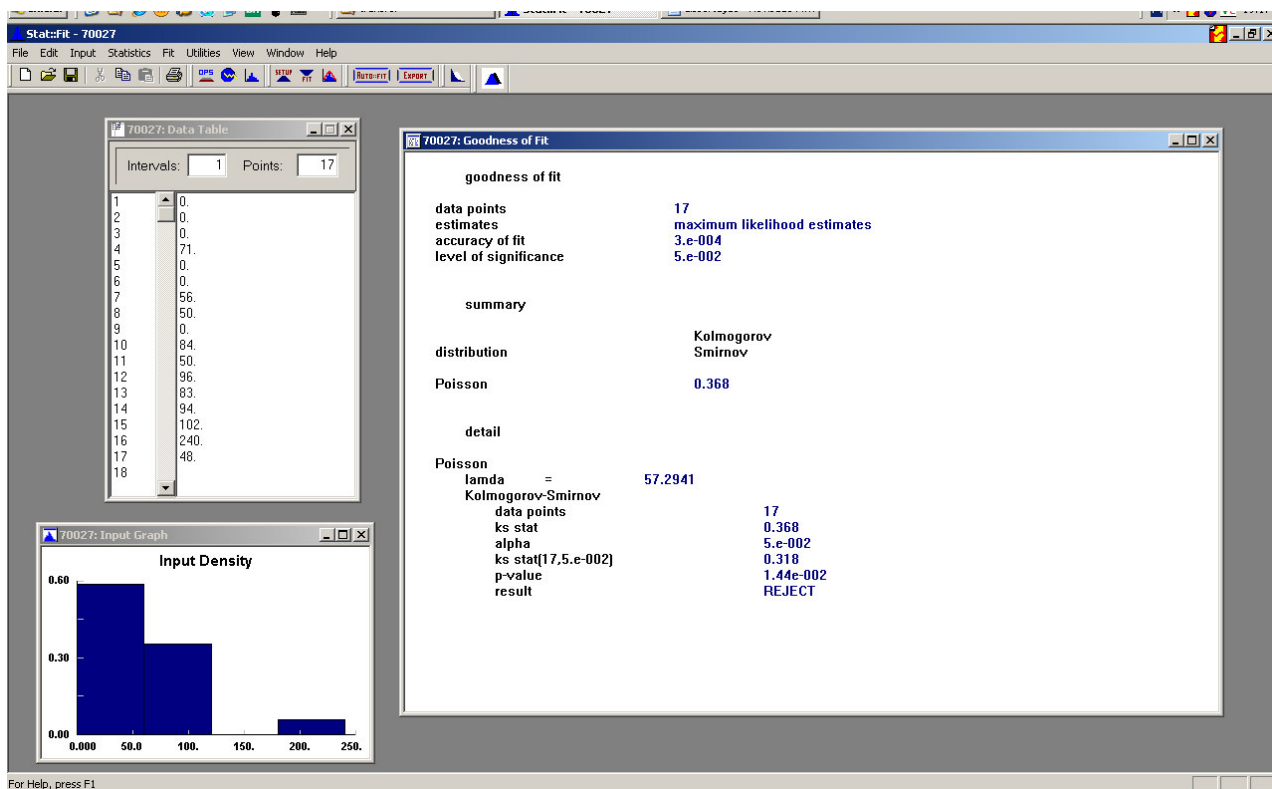 Stat::Fit - 70027
File Edit Input Statistics Fit Utilities View Window Help
OPS SETUP FIT AUTO::FIT EXPORT
70027: Data Table
Intervals: 1 Points: 17
1 0.
2 0.
3 0.
4 71.
5 0.
6 0.
7 56.
8 50.
9 0.
10 84.
11 50.
12 96.
13 83.
14 94.
15 102.
16 240.
17 48.
18
70027: Input Graph
Input Density
0.60
0.30
0.00
0.000 50.0 100. 150. 200. 250.
70027: Goodness of Fit
goodness of fit
data points 17
estimates maximum likelihood estimates
accuracy of fit 3.e-004
level of significance 5.e-002
summary
Kolmogorov
distribution Smirnov
Poisson 0.368
detail
Poisson
lamda = 57.2941
Kolmogorov-Smirnov
data points 17
ks stat 0.368
alpha 5.e-002
ks stat(17,5.e-002) 0.318
p-value 1.44e-002
result REJECT
For Help, press F1